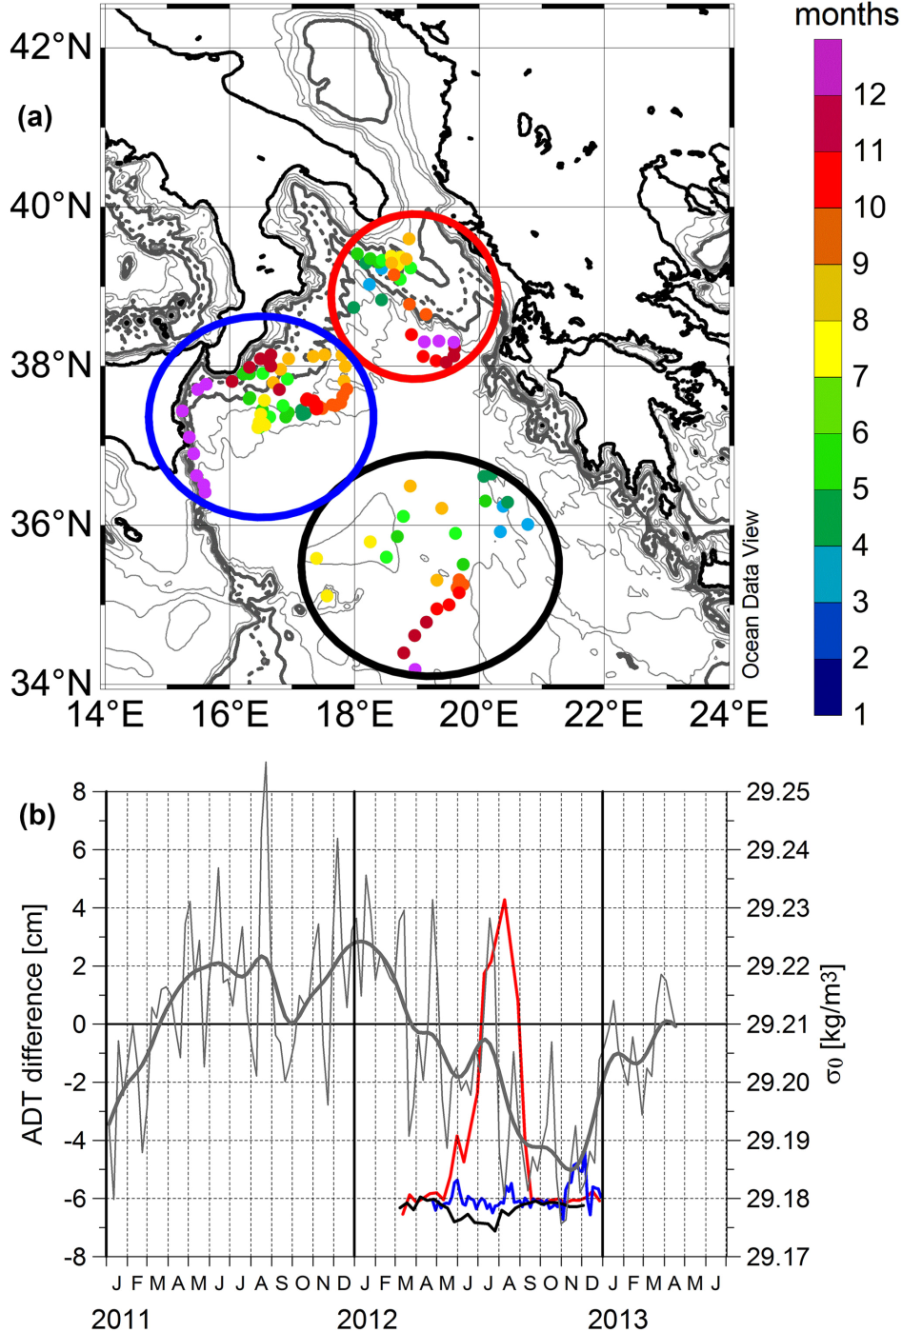 months
42°N
(a)
12
11
40°N
10
9
8
38°N
7
6
5
36°N
4
3
2
34°N
1
Ocean Data View
14°E 16°E 18°E 20°E 22°E 24°E
(b)
8 29.25
6 29.24
4 29.23
2 29.22
0 29.21
-2 29.20
-4 29.19
-6 29.18
-8 29.17
ADT difference [cm]
σ0 [kg/m3]
J F M A M J J A S O N D J F M A M J J A S O N D J F M A M J
2011 2012 2013